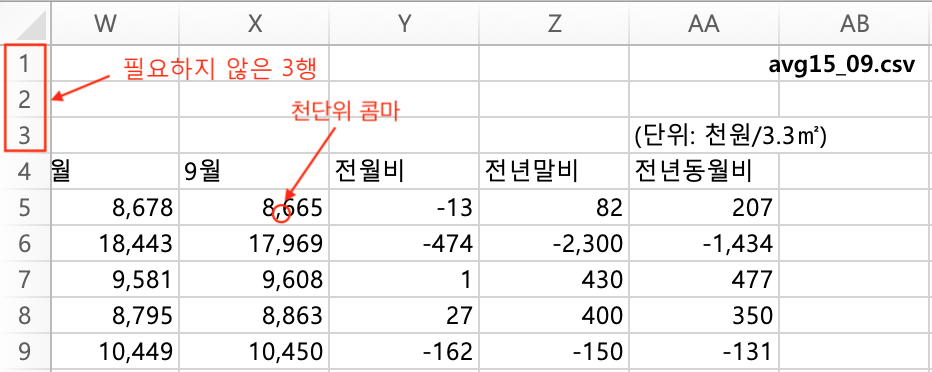 W X Y Z AA AB
1 필요하지 않은 3행 avg15_09.csv
2
천단위 콤마
3 (단위: 천원/3.3㎡)
4 월 9월 전월비 전년말비 전년동월비
5 8,678 8,665 -13 82 207
6 18,443 17,969 -474 -2,300 -1,434
7 9,581 9,608 1 430 477
8 8,795 8,863 27 400 350
9 10,449 10,450 -162 -150 -131